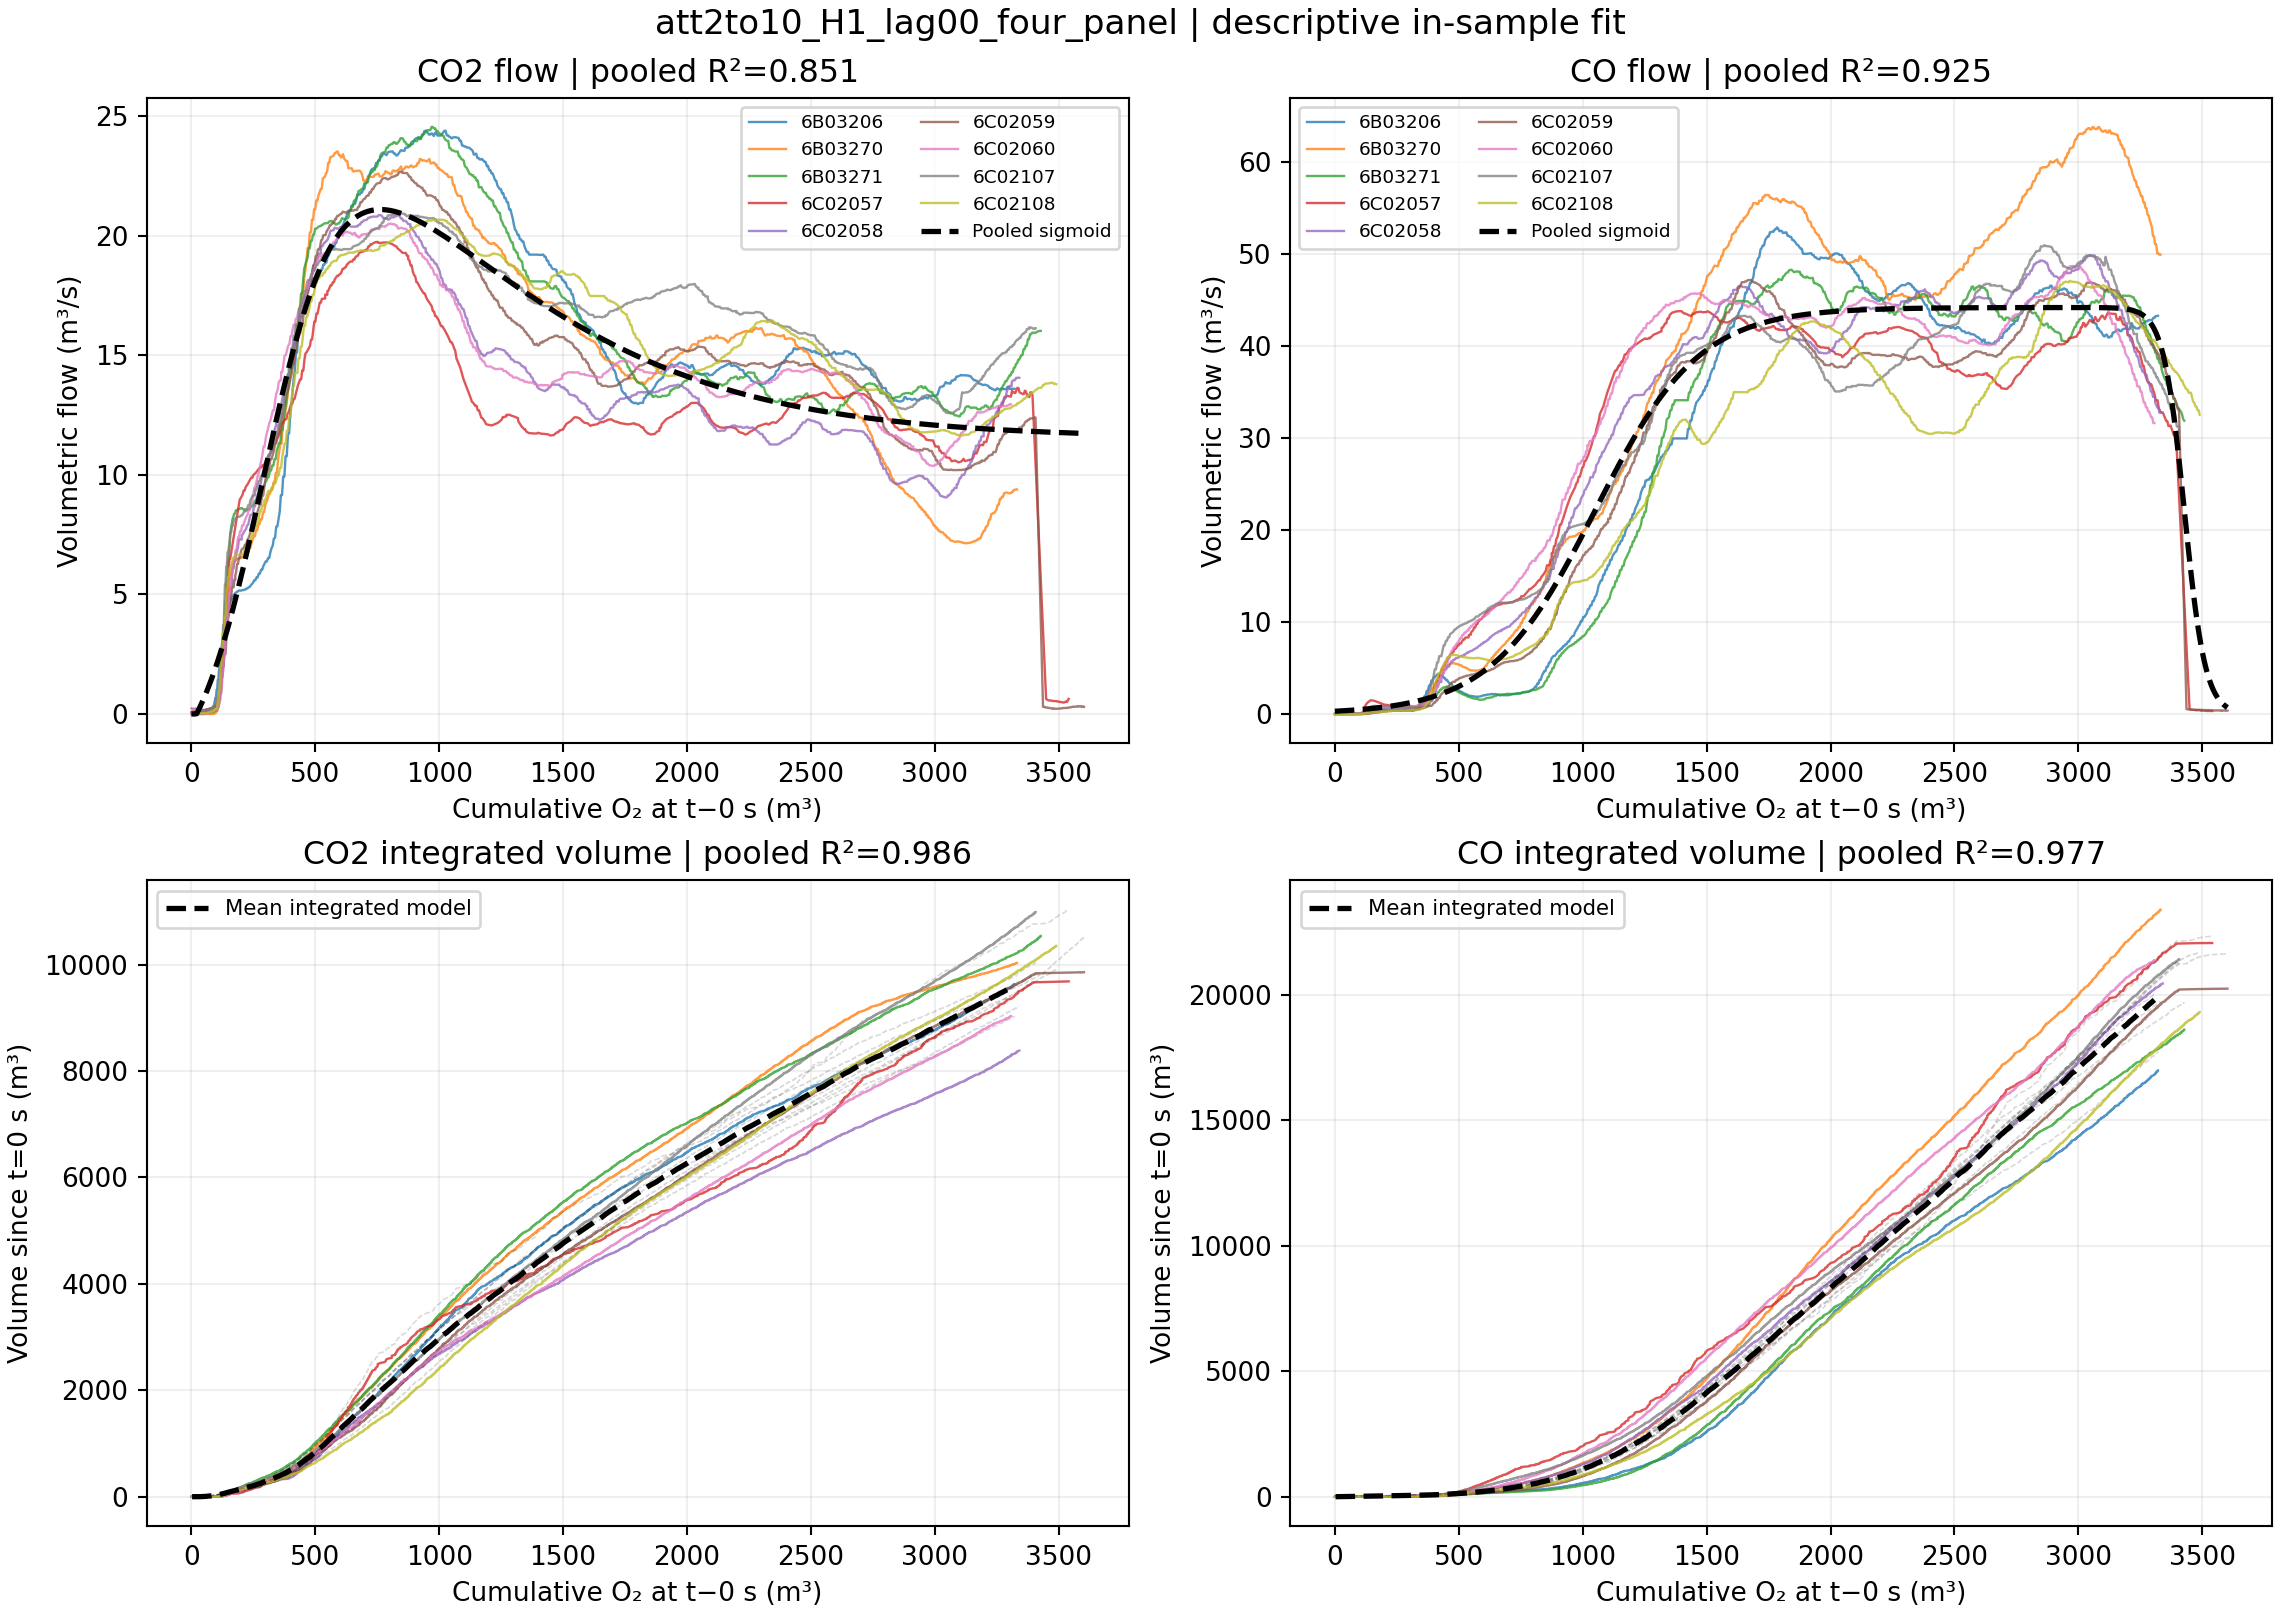 att2to10_H1_lag00_four_panel | descriptive in-sample fit
CO2 flow | pooled R²=0.851
Volumetric flow (m³/s)
25
20
15
10
5
0
6B03206
6B03270
6B03271
6C02057
6C02058
6C02059
6C02060
6C02107
6C02108
Pooled sigmoid
0 500 1000 1500 2000 2500 3000 3500
Cumulative O₂ at t−0 s (m³)
CO flow | pooled R²=0.925
Volumetric flow (m³/s)
60
50
40
30
20
10
0
6B03206
6B03270
6B03271
6C02057
6C02058
6C02059
6C02060
6C02107
6C02108
Pooled sigmoid
0 500 1000 1500 2000 2500 3000 3500
Cumulative O₂ at t−0 s (m³)
CO2 integrated volume | pooled R²=0.986
Volume since t=0 s (m³)
10000
8000
6000
4000
2000
0
Mean integrated model
0 500 1000 1500 2000 2500 3000 3500
Cumulative O₂ at t−0 s (m³)
CO integrated volume | pooled R²=0.977
Volume since t=0 s (m³)
20000
15000
10000
5000
0
Mean integrated model
0 500 1000 1500 2000 2500 3000 3500
Cumulative O₂ at t−0 s (m³)